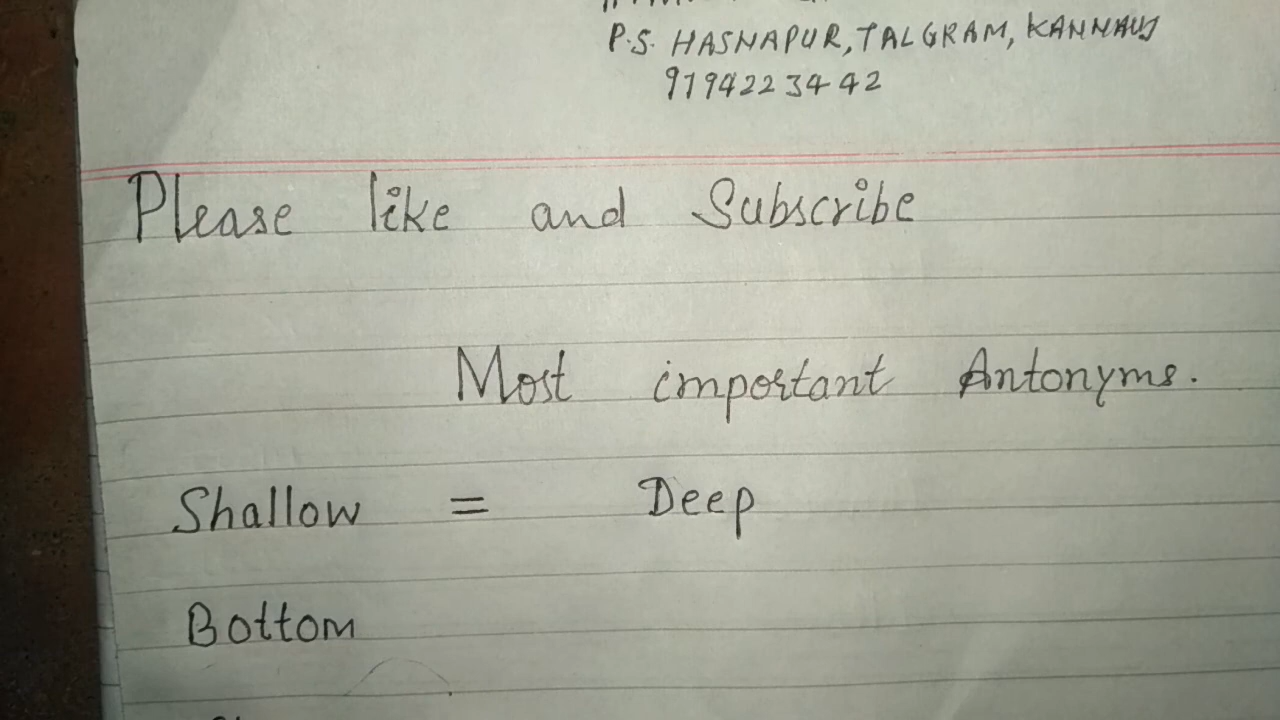 P.S. HASNAPUR, TALGRAM, KANNAUJ
9194223442
Please like and Subscribe
Most important Antonyms.
Shallow = Deep
Bottom